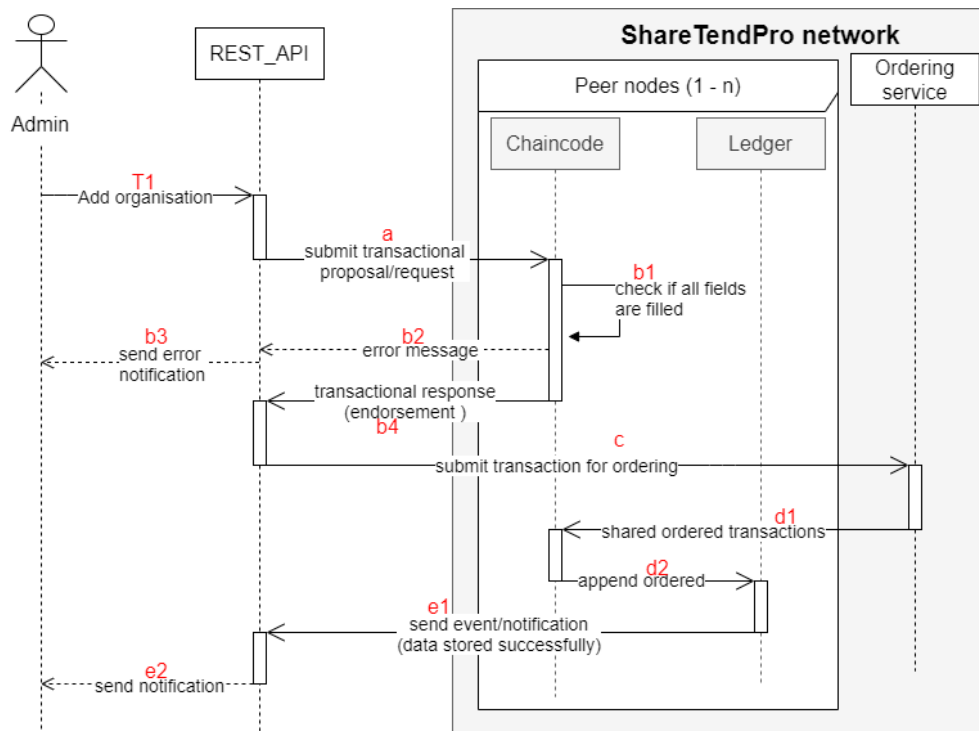 ShareTendPro network
REST_API
Ordering
service
Peer nodes (1 - n)
Admin
Chaincode
Ledger
T1
Add organisation
a
submit transactional
proposal/request
b1
check if all fields
are filled
b2
error message
b3
send error
notification
transactional response
(endorsement )
b4
c
submit transaction for ordering
d1
shared ordered transactions
d2
append ordered
e1
send event/notification
(data stored successfully)
e2
send notification